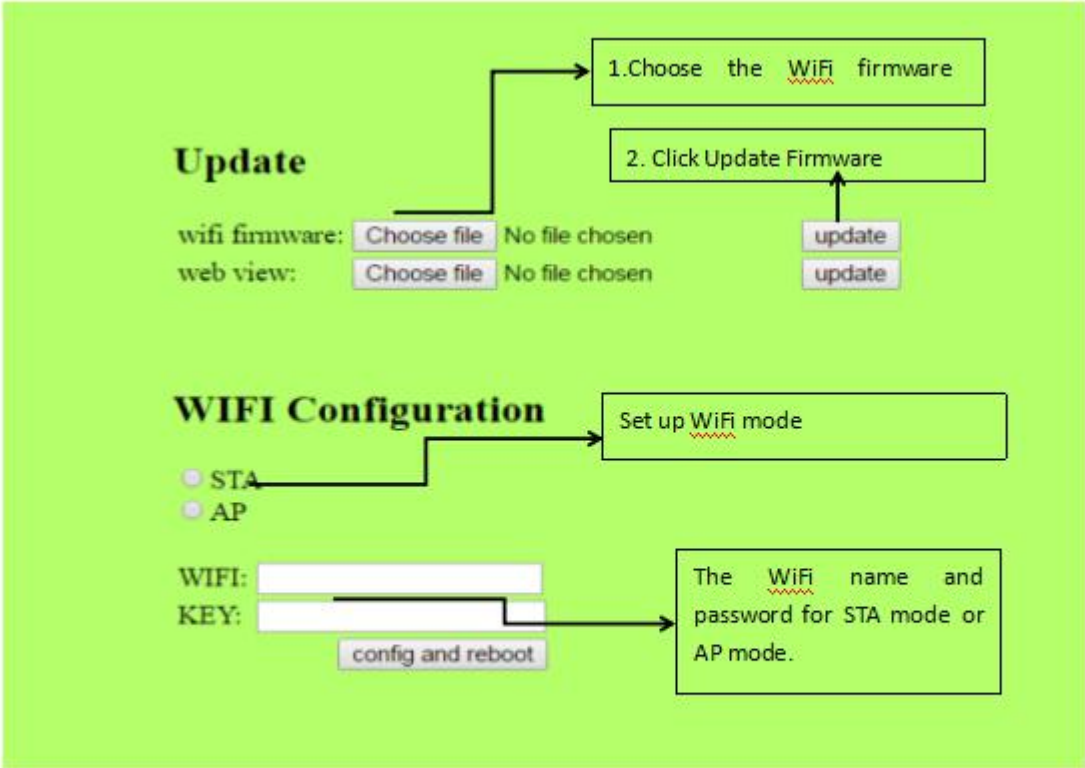 1.Choose the WiFi firmware
2. Click Update Firmware
Update
wifi firmware: Choose file No file chosen update
web view: Choose file No file chosen update
WIFI Configuration
Set up WiFi mode
STA
AP
WIFI:
KEY:
config and reboot
The WiFi name and
password for STA mode or
AP mode.